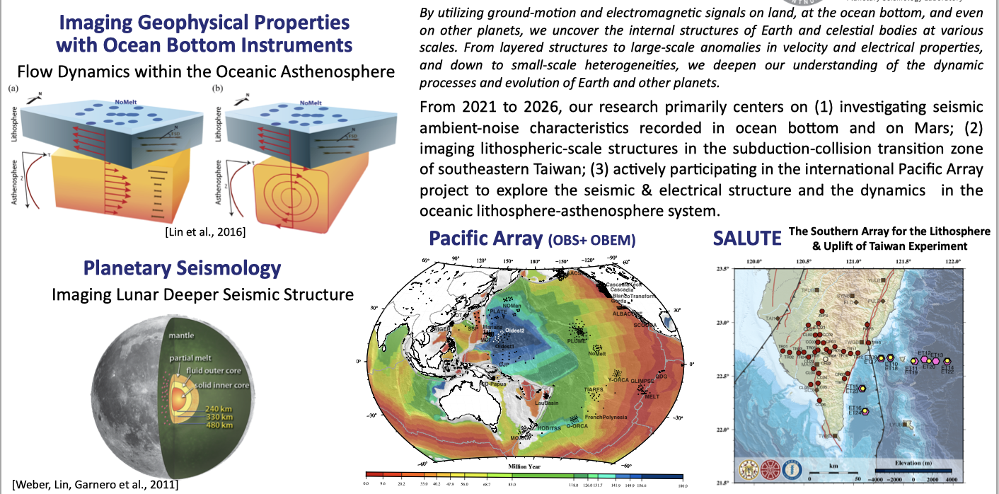 Imaging Geophysical Properties
with Ocean Bottom Instruments
Flow Dynamics within the Oceanic Asthenosphere
(a)
N
NoMelt
Lithosphere
FSD
T
z
Asthenosphere
(b)
N
NoMelt
Lithosphere
FSD
T
z
Asthenosphere
[Lin et al., 2016]
Planetary Seismology
Imaging Lunar Deeper Seismic Structure
mantle
partial melt
fluid outer core
solid inner core
240 km
330 km
480 km
[Weber, Lin, Garnero et al., 2011]
By utilizing ground-motion and electromagnetic signals on land, at the ocean bottom, and even
on other planets, we uncover the internal structures of Earth and celestial bodies at various
scales. From layered structures to large-scale anomalies in velocity and electrical properties,
and down to small-scale heterogeneities, we deepen our understanding of the dynamic
processes and evolution of Earth and other planets.
From 2021 to 2026, our research primarily centers on (1) investigating seismic
ambient-noise characteristics recorded in ocean bottom and on Mars; (2)
imaging lithospheric-scale structures in the subduction-collision transition zone
of southeastern Taiwan; (3) actively participating in the international Pacific Array
project to explore the seismic & electrical structure and the dynamics in the
oceanic lithosphere-asthenosphere system.
Pacific Array (OBS+ OBEM)
60° 90° 120° 150° 180° -150° -120° -90° -60°
30°
0°
-30°
-60°
Cascadia
BlancoTransform
Gorda
ALBACORE
SCOOBA
NOMan
PLATE
Mariana
Oldest2
Oldest1
SSP
OJP
PLUME
NoMelt
Y-ORCA
GLIMPSE
QDG
MELT
TIARES
FrenchPolynesia
O-ORCA
LauBasin
HOBITSS
CD-Papua
Million Year
0.0 9.6 20.2 33.0 40.2 47.9 56.0 68.7 83.0 118.0 126.0 131.7 141.9 149.9 156.6 180.0
SALUTE
The Southern Array for the Lithosphere
& Uplift of Taiwan Experiment
120.0° 120.5° 121.0° 121.5° 122.0°
23.5°
23.0°
22.5°
22.0°
21.5°
TPUB
YULB
ET12
ET13
ET20
ET10
ET18
ET11
ET19
ET14
ET22
ET15
ET23
ET16
ET24
km
0 50
Elevation (m)
-4000 -2000 0 2000 4000